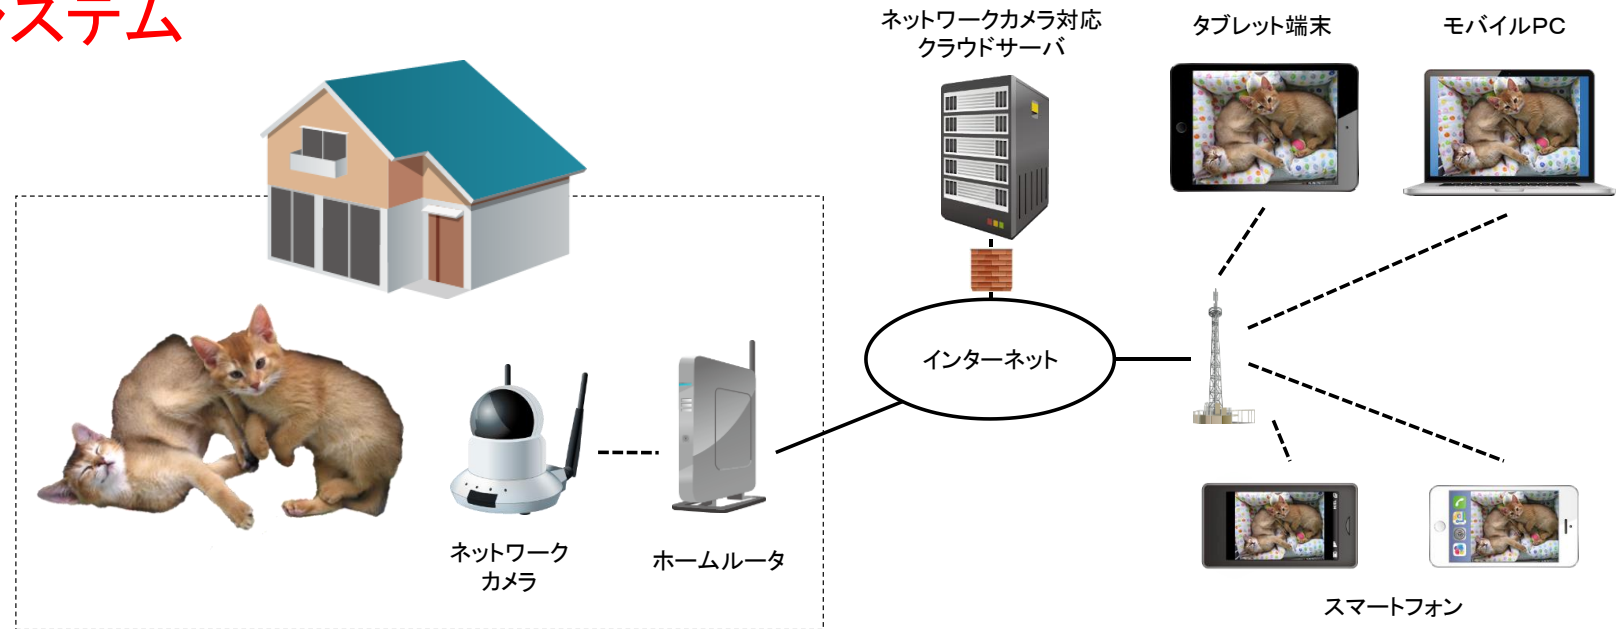 システム
ネットワークカメラ対応
クラウドサーバ
タブレット端末
モバイルPC
インターネット
ネットワーク
カメラ
ホームルータ
スマートフォン